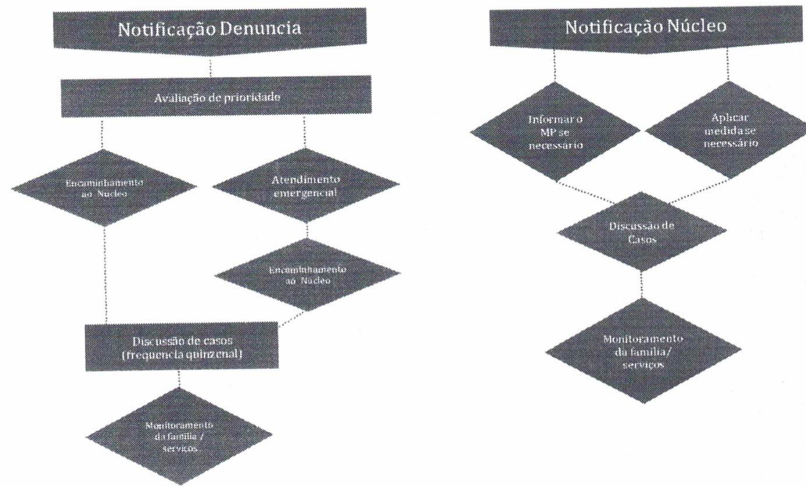 Notificação Denuncia
Avaliação de prioridade
Encaminhamento
ao Núcleo
Atendimento
emergencial
Encaminhamento
ao Núcleo
Discussão de casos
(frequencia quinzenal)
Monitoramento
da família /
serviços
Notificação Núcleo
Informar o
MP se
necessário
Aplicar
medida se
necessário
Discussão de
Casos
Monitoramento
da família/
serviços